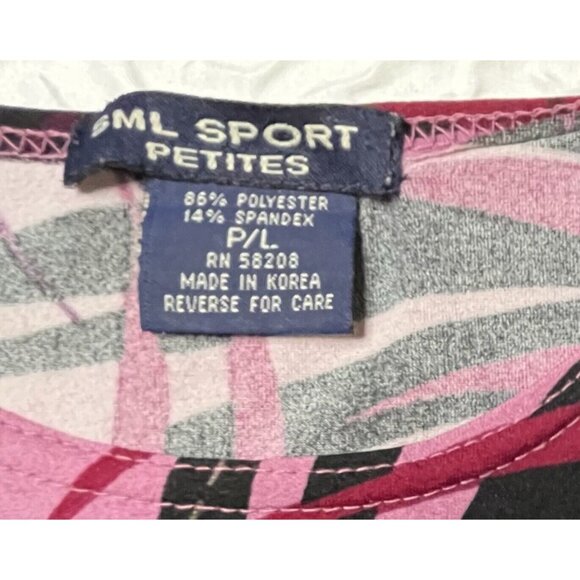 SML SPORT
PETITES
86% POLYESTER
14% SPANDEX
P/L
RN 58208
MADE IN KOREA
REVERSE FOR CARE